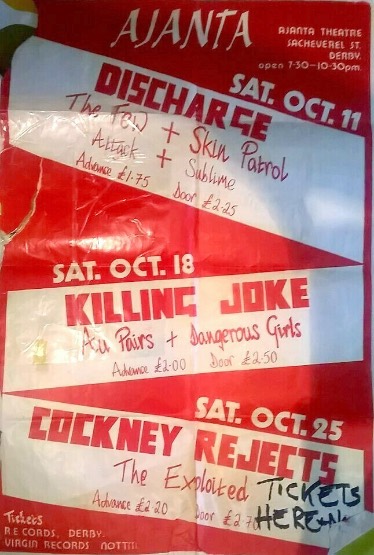 AJANTA
AJANTA THEATRE
SACHEVEREL ST.
DERBY.
open 7·30-10·30pm.
SAT. OCT. 11
DISCHARGE
The Few + Skin Patrol
Attack + Sublime
Advance £1·75 Door £2·25
SAT. OCT. 18
KILLING JOKE
Au Pairs + Dangerous Girls
Advance £2·00 Door £2·50
SAT. OCT. 25
COCKNEY REJECTS
The Exploited
Advance £2·20 Door
TICKETS
HERE
Tickets
R.E.CORDS, DERBY.
VIRGIN RECORDS